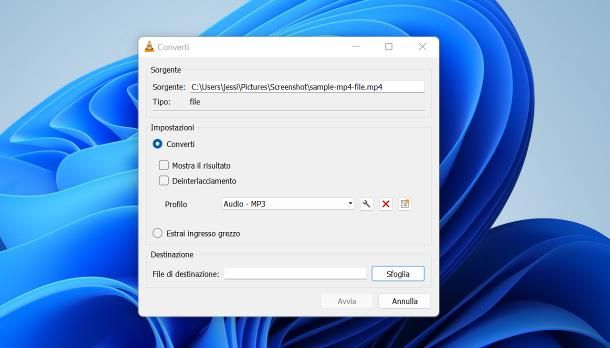 Converti
Sorgente
Sorgente: C:\Users\jessi\Pictures\Screenshot\sample-mp4-file.mp4
Tipo: file
Impostazioni
Converti
Mostra il risultato
Deinterlacciamento
Profilo Audio - MP3
Estrai ingresso grezzo
Destinazione
File di destinazione: Sfoglia
Avvia Annulla